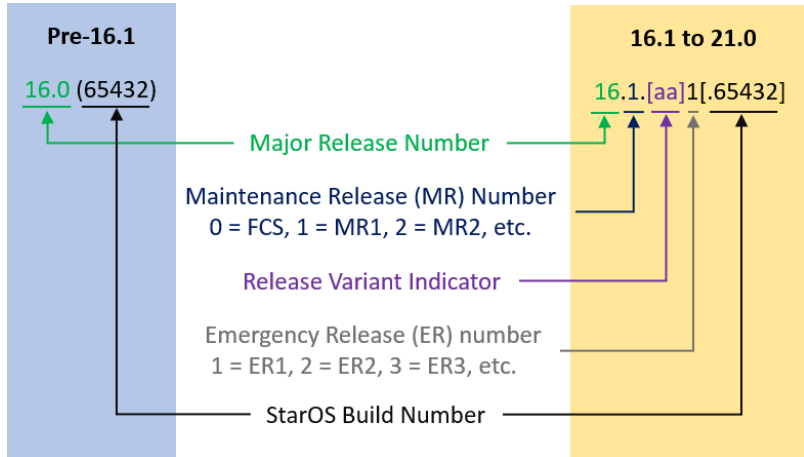 Pre-16.1
16.1 to 21.0
16.0 (65432)
16.1.[aa]1[.65432]
Major Release Number
Maintenance Release (MR) Number
0 = FCS, 1 = MR1, 2 = MR2, etc.
Release Variant Indicator
Emergency Release (ER) number
1 = ER1, 2 = ER2, 3 = ER3, etc.
StarOS Build Number